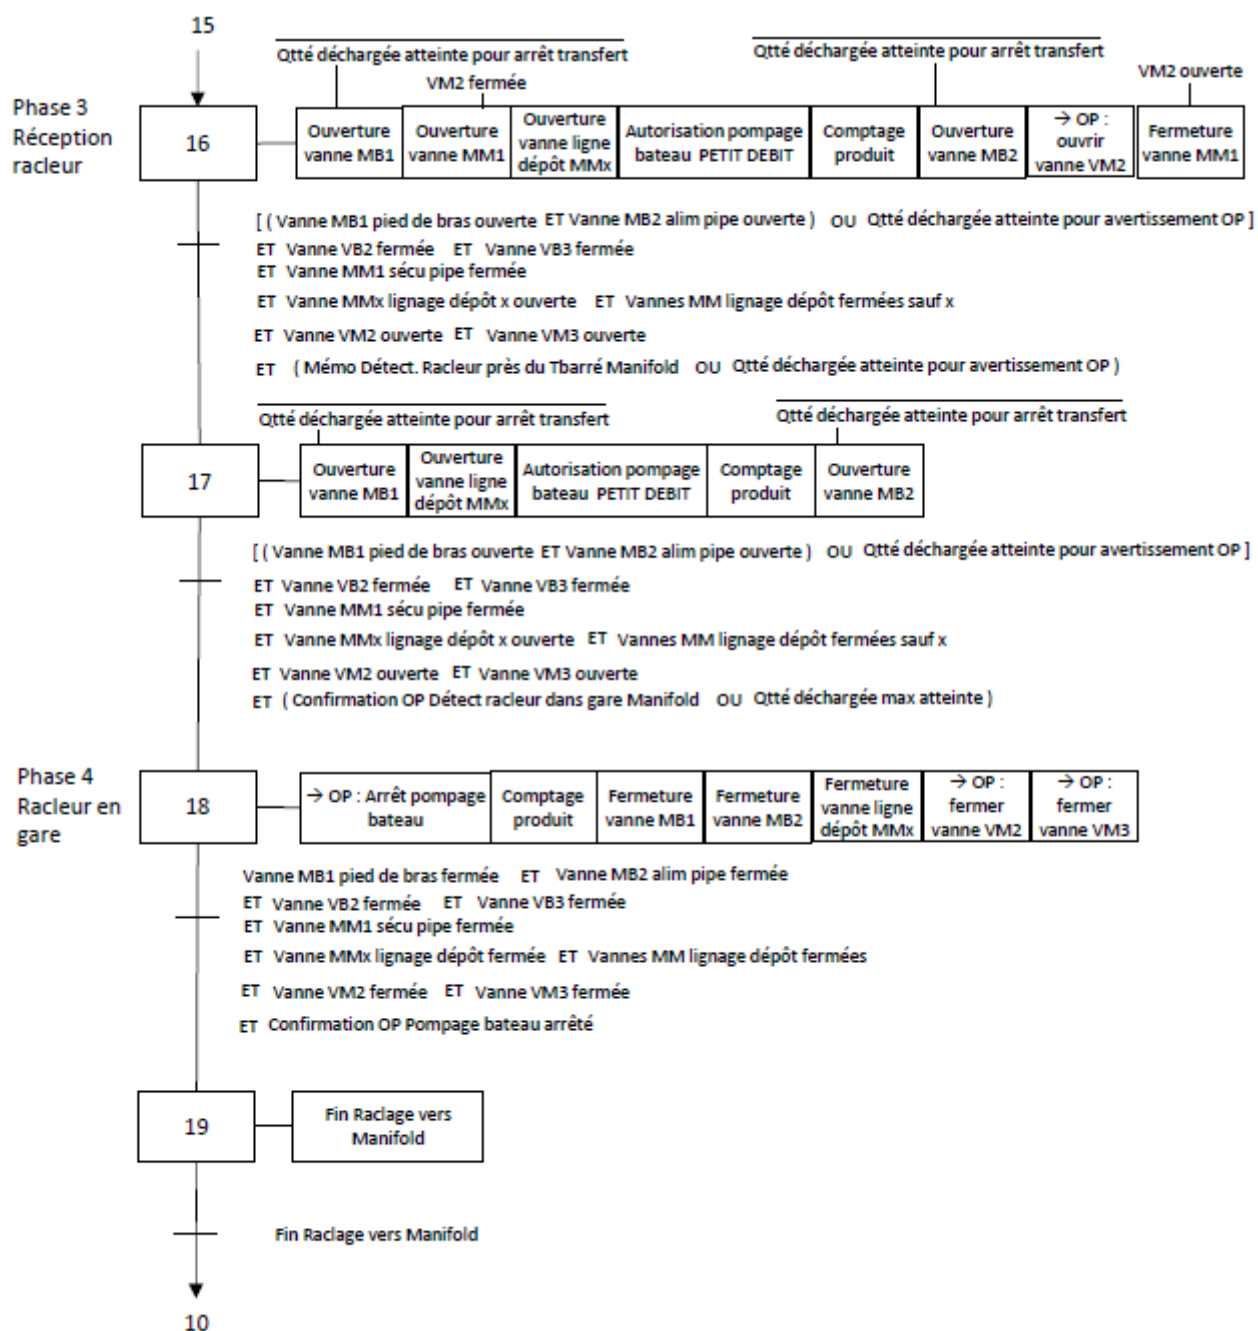 15
Qtté déchargée atteinte pour arrêt transfert
Qtté déchargée atteinte pour arrêt transfert
VM2 fermée
VM2 ouverte
Phase 3
Réception
racleur
16
Ouverture
vanne MB1
Ouverture
vanne MM1
Ouverture
vanne ligne
dépôt MMx
Autorisation pompage
bateau PETIT DEBIT
Comptage
produit
Ouverture
vanne MB2
→ OP :
ouvrir
vanne VM2
Fermeture
vanne MM1
[ ( Vanne MB1 pied de bras ouverte ET Vanne MB2 alim pipe ouverte ) OU Qtté déchargée atteinte pour avertissement OP ]
ET Vanne VB2 fermée ET Vanne VB3 fermée
ET Vanne MM1 sécu pipe fermée
ET Vanne MMx lignage dépôt x ouverte ET Vannes MM lignage dépôt fermées sauf x
ET Vanne VM2 ouverte ET Vanne VM3 ouverte
ET ( Mémo Détect. Racleur près du Tbarré Manifold OU Qtté déchargée atteinte pour avertissement OP )
Qtté déchargée atteinte pour arrêt transfert
Qtté déchargée atteinte pour arrêt transfert
17
Ouverture
vanne MB1
Ouverture
vanne ligne
dépôt MMx
Autorisation pompage
bateau PETIT DEBIT
Comptage
produit
Ouverture
vanne MB2
[ ( Vanne MB1 pied de bras ouverte ET Vanne MB2 alim pipe ouverte ) OU Qtté déchargée atteinte pour avertissement OP ]
ET Vanne VB2 fermée ET Vanne VB3 fermée
ET Vanne MM1 sécu pipe fermée
ET Vanne MMx lignage dépôt x ouverte ET Vannes MM lignage dépôt fermées sauf x
ET Vanne VM2 ouverte ET Vanne VM3 ouverte
ET ( Confirmation OP Détect racleur dans gare Manifold OU Qtté déchargée max atteinte )
Phase 4
Racleur en
gare
18
→ OP : Arrêt pompage
bateau
Comptage
produit
Fermeture
vanne MB1
Fermeture
vanne MB2
Fermeture
vanne ligne
dépôt MMx
→ OP :
fermer
vanne VM2
→ OP :
fermer
vanne VM3
Vanne MB1 pied de bras fermée ET Vanne MB2 alim pipe fermée
ET Vanne VB2 fermée ET Vanne VB3 fermée
ET Vanne MM1 sécu pipe fermée
ET Vanne MMx lignage dépôt fermée ET Vannes MM lignage dépôt fermées
ET Vanne VM2 fermée ET Vanne VM3 fermée
ET Confirmation OP Pompage bateau arrêté
19
Fin Raclage vers
Manifold
Fin Raclage vers Manifold
10